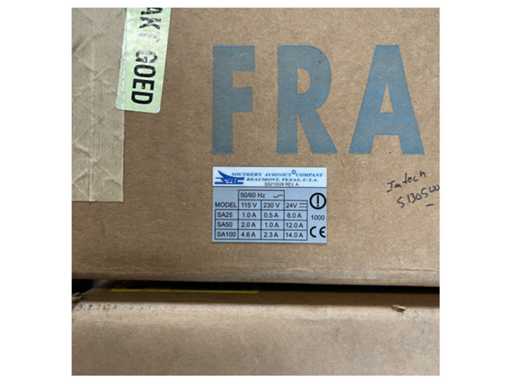 AKT GOED
FRA
SOUTHERN AVIONICS COMPANY
BEAUMONT, TEXAS, U.S.A.
50/60 Hz
MODEL 115 V 230 V 24V
SA25 1.0 A 0.5 A 6.0 A
SA50 2.0 A 1.0 A 12.0 A
SA100 4.6 A 2.3 A 14.0 A
1000
CE
Imtech